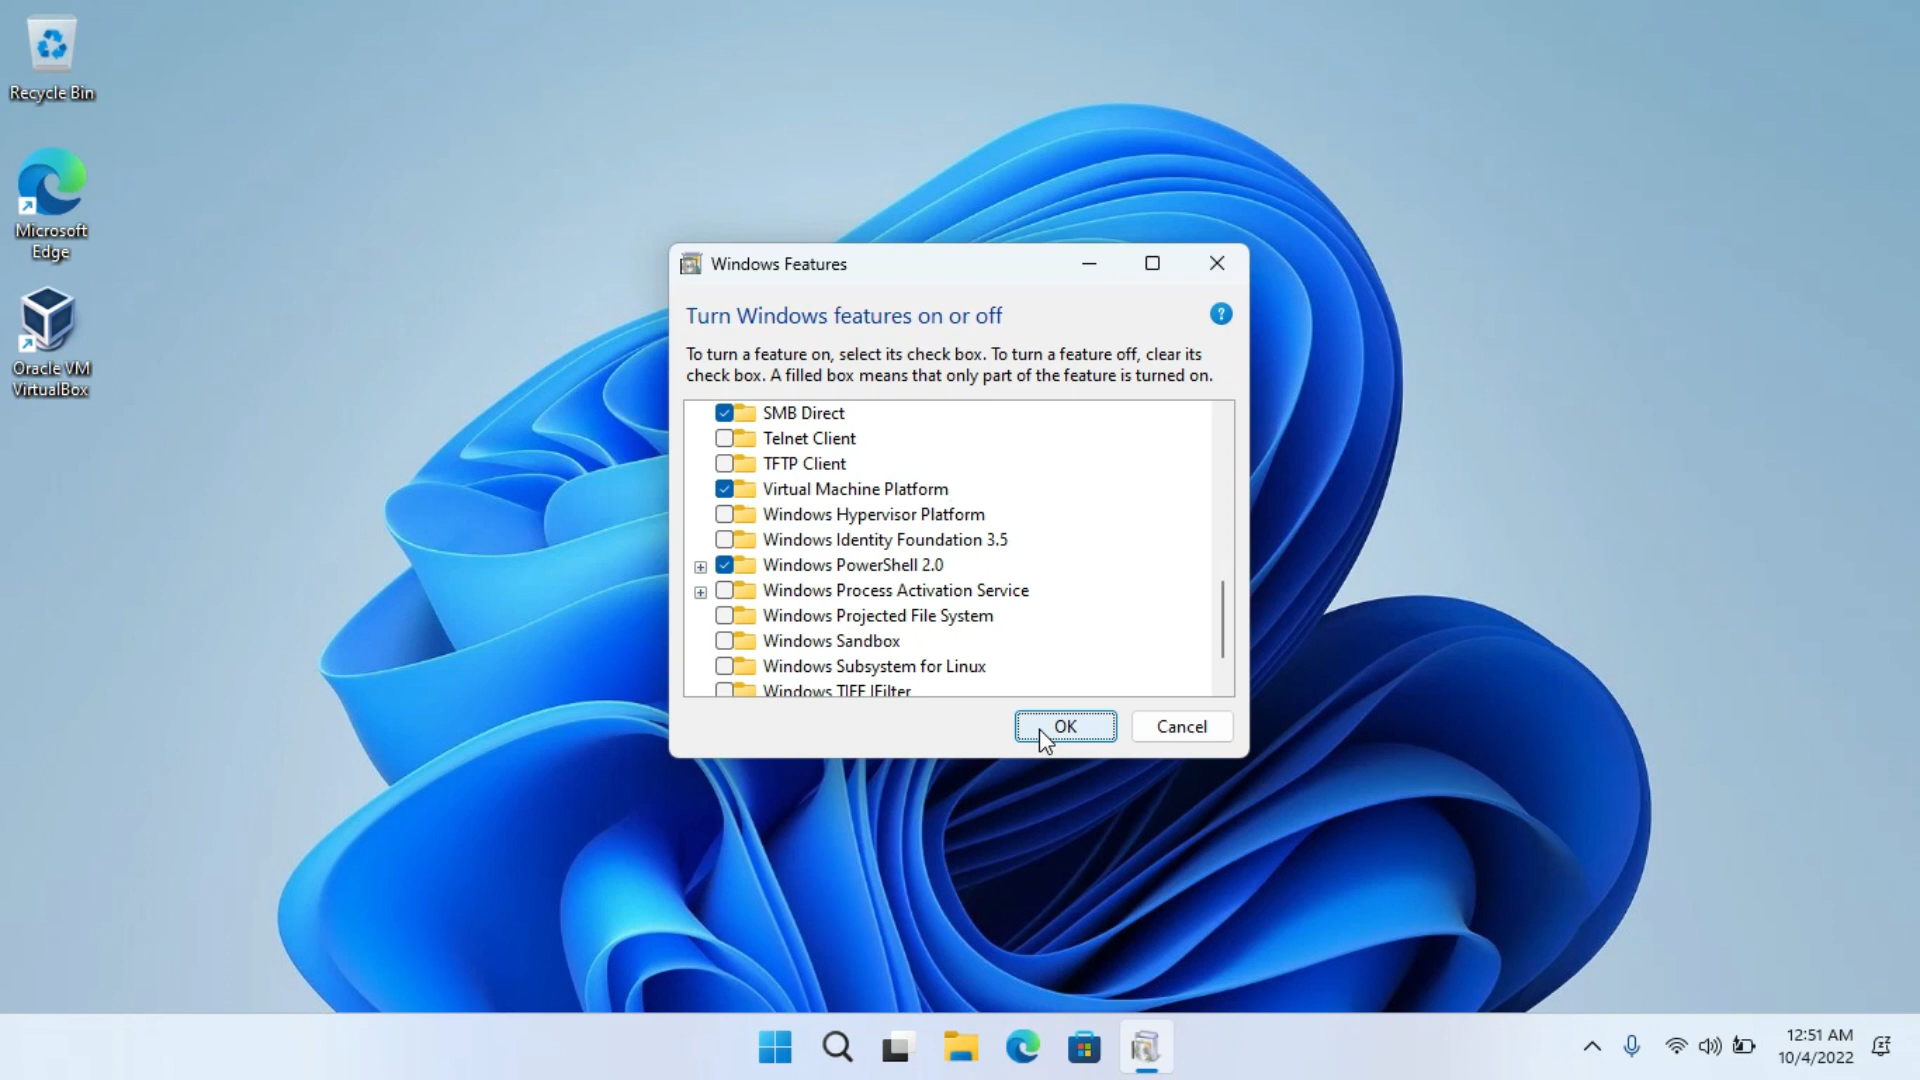 Recycle Bin
Microsoft
Edge
Oracle VM
VirtualBox
Windows Features
Turn Windows features on or off
?
To turn a feature on, select its check box. To turn a feature off, clear its
check box. A filled box means that only part of the feature is turned on.
SMB Direct
Telnet Client
TFTP Client
Virtual Machine Platform
Windows Hypervisor Platform
Windows Identity Foundation 3.5
Windows PowerShell 2.0
Windows Process Activation Service
Windows Projected File System
Windows Sandbox
Windows Subsystem for Linux
Windows TIFF IFilter
OK
Cancel
12:51 AM
10/4/2022